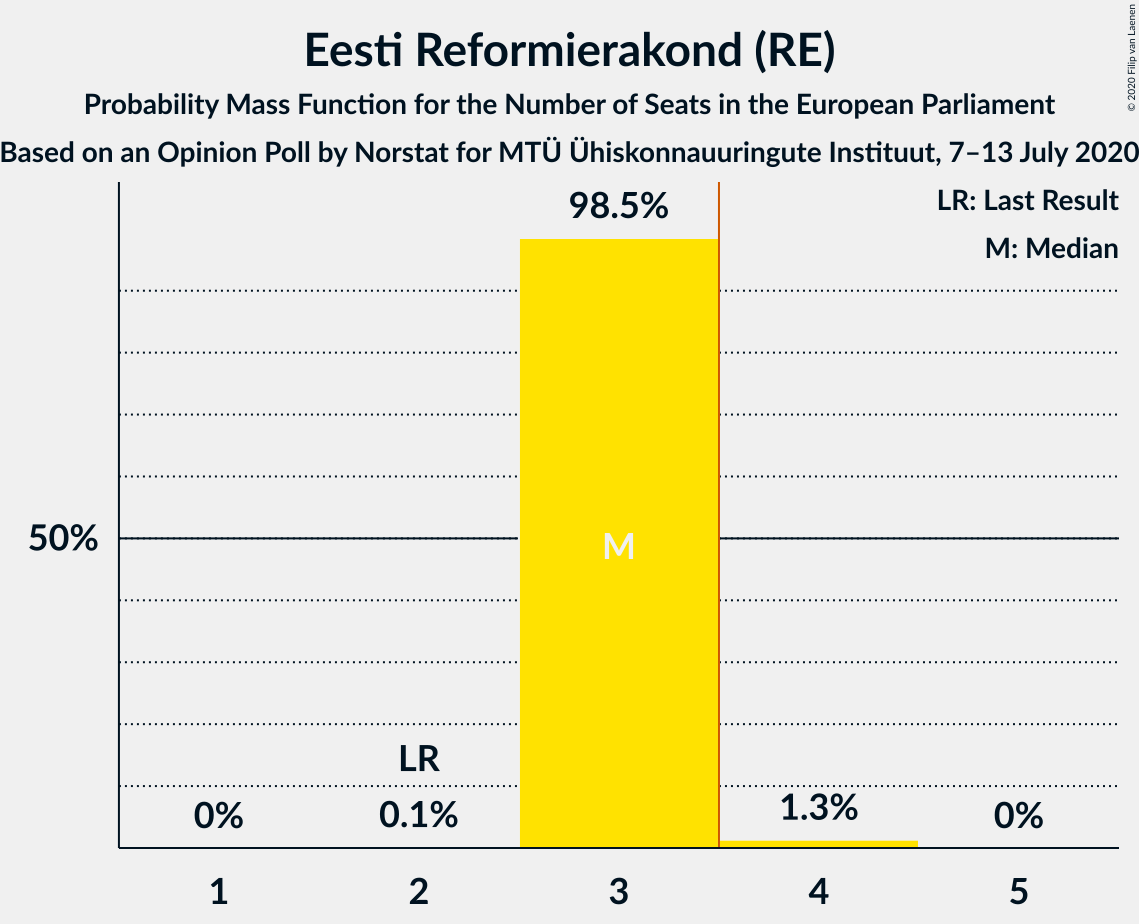 Eesti Reformierakond (RE)
Probability Mass Function for the Number of Seats in the European Parliament
Based on an Opinion Poll by Norstat for MTÜ Ühiskonnauuringute Instituut, 7–13 July 2020
© 2020 Filip van Laenen
LR: Last Result
M: Median
98.5%
50%
M
LR
0%
0.1%
1.3%
0%
1
2
3
4
5